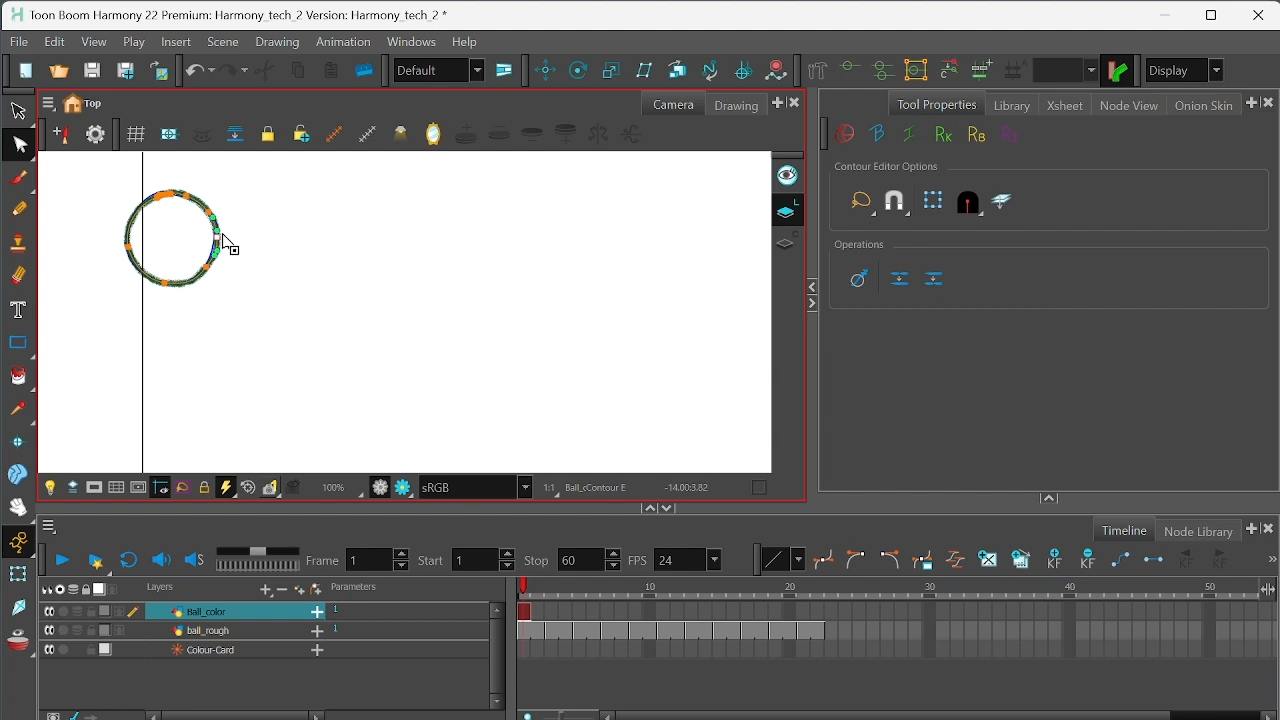 Toon Boom Harmony 22 Premium: Harmony_tech_2 Version: Harmony_tech_2 *
File Edit View Play Insert Scene Drawing Animation Windows Help
Default Display
Top Camera Drawing
Tool Properties Library Xsheet Node View Onion Skin
Contour Editor Options
Operations
100% sRGB 1:1 Ball_cContour E -14.00:3.82
Timeline Node Library
Frame 1 Start 1 Stop 60 FPS 24
Layers Parameters 10 20 30 40 50
Ball_color 1
ball_rough 1
Colour-Card